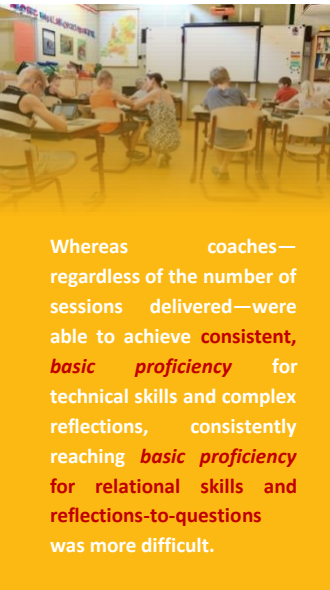 Whereas coaches—
regardless of the number of
sessions delivered—were
able to achieve consistent,
basic proficiency for
technical skills and complex
reflections, consistently
reaching basic proficiency
for relational skills and
reflections-to-questions
was more difficult.